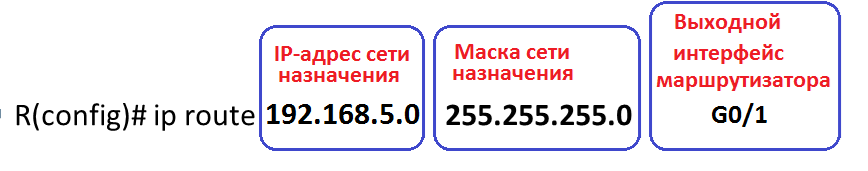 IP-адрес сети
назначения
Маска сети
назначения
Выходной
интерфейс
маршрутизатора
R(config)# ip route 192.168.5.0 255.255.255.0 G0/1